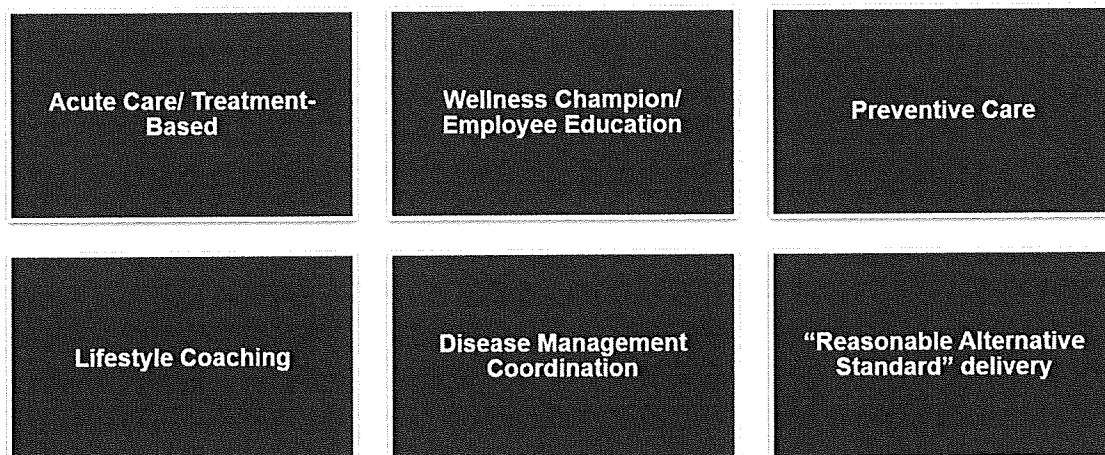 Acute Care/ Treatment-
Based
Wellness Champion/
Employee Education
Preventive Care
Lifestyle Coaching
Disease Management
Coordination
“Reasonable Alternative
Standard” delivery